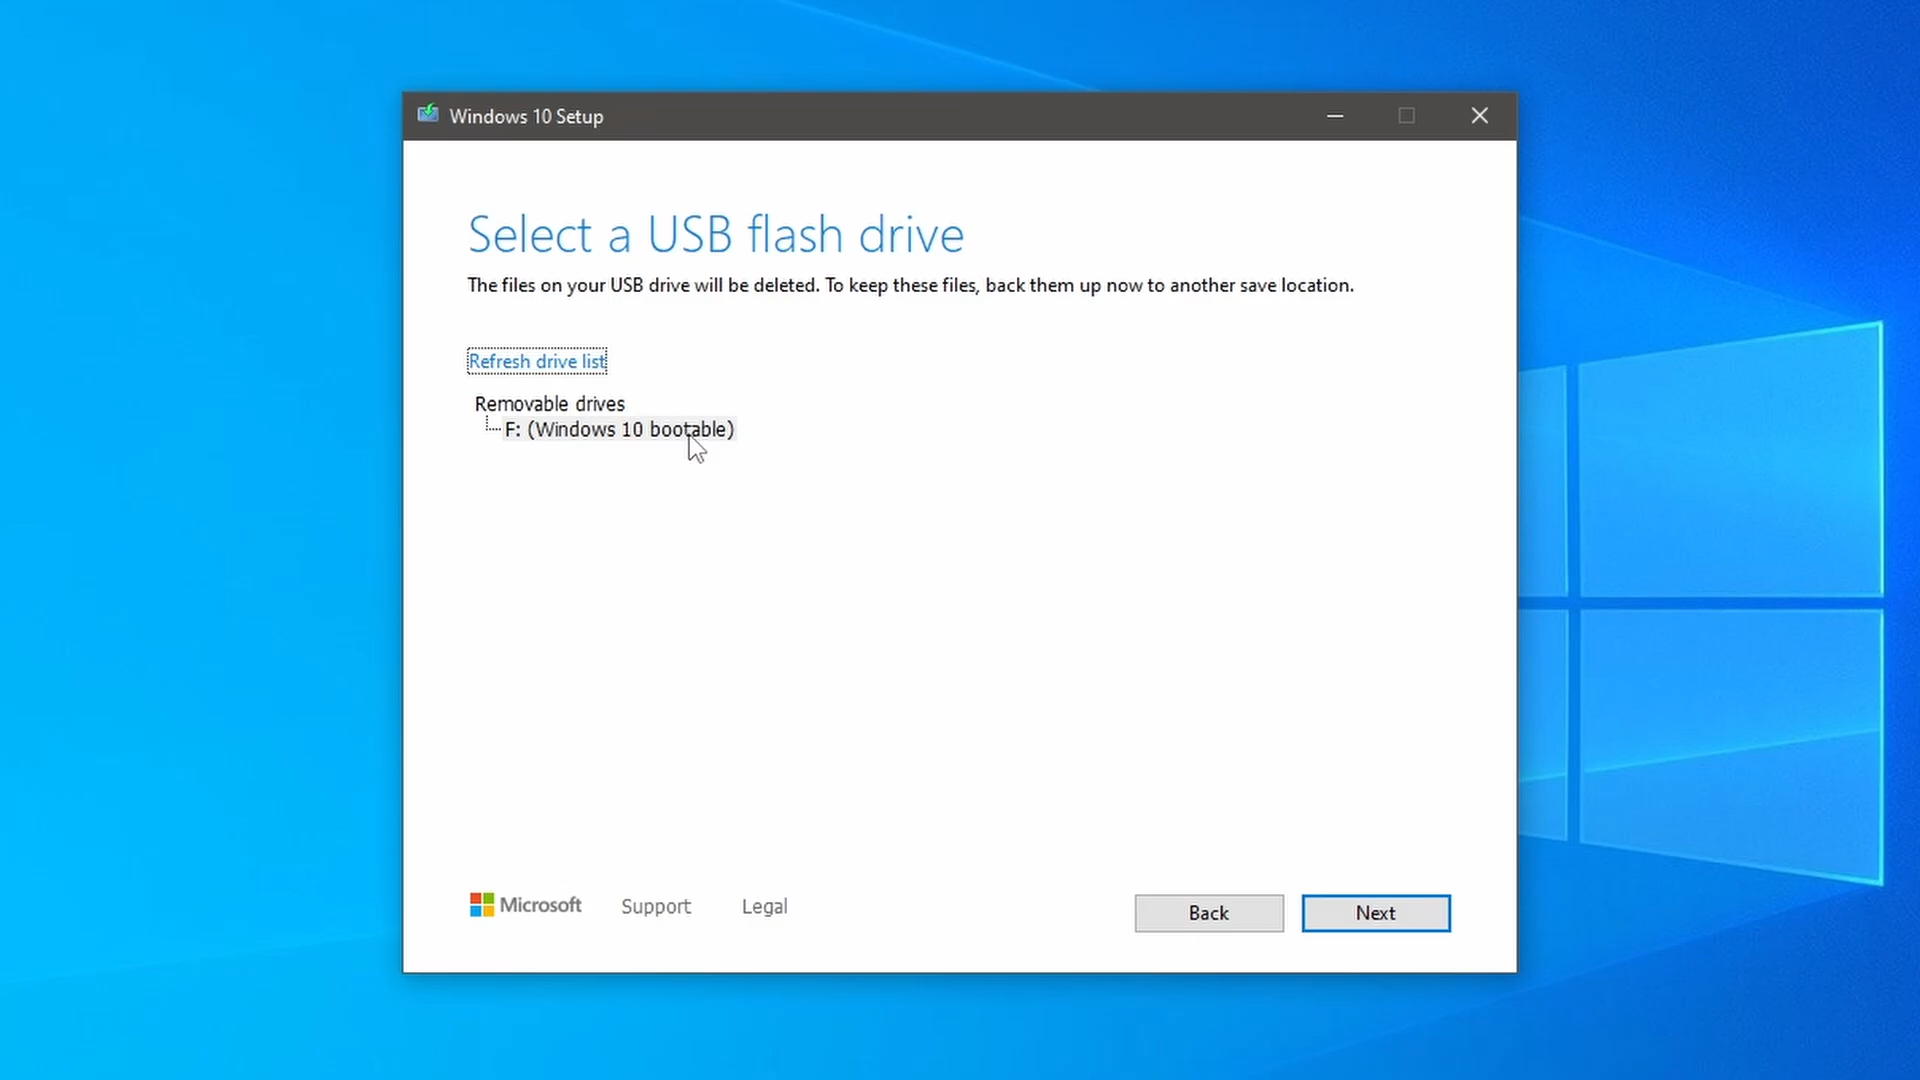 Windows 10 Setup
Select a USB flash drive
The files on your USB drive will be deleted. To keep these files, back them up now to another save location.
Refresh drive list
Removable drives
F: (Windows 10 bootable)
Microsoft Support Legal
Back Next